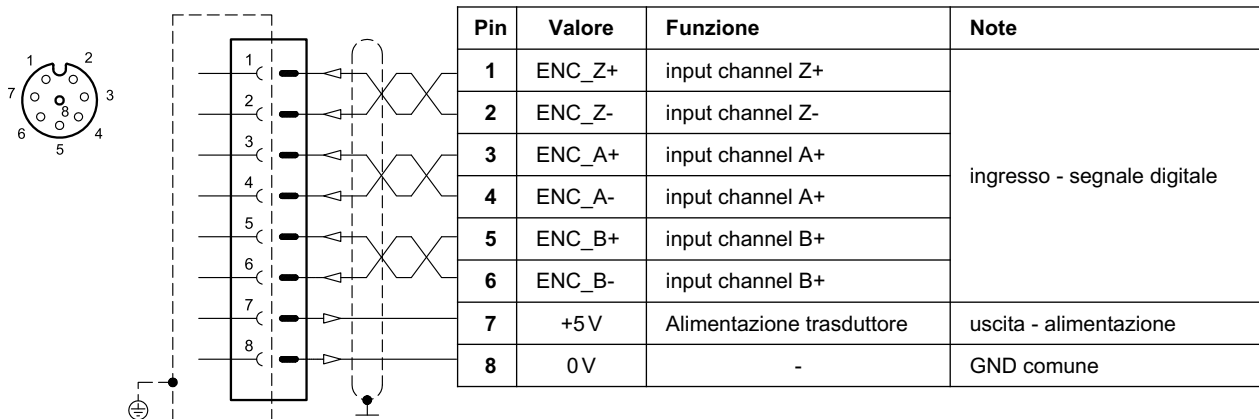 1 2
7 8 3
6 4
5
1
2
3
4
5
6
7
8
Pin Valore Funzione Note
1 ENC_Z+ input channel Z+
2 ENC_Z- input channel Z-
3 ENC_A+ input channel A+
ingresso - segnale digitale
4 ENC_A- input channel A+
5 ENC_B+ input channel B+
6 ENC_B- input channel B+
7 +5 V Alimentazione trasduttore uscita - alimentazione
8 0 V - GND comune